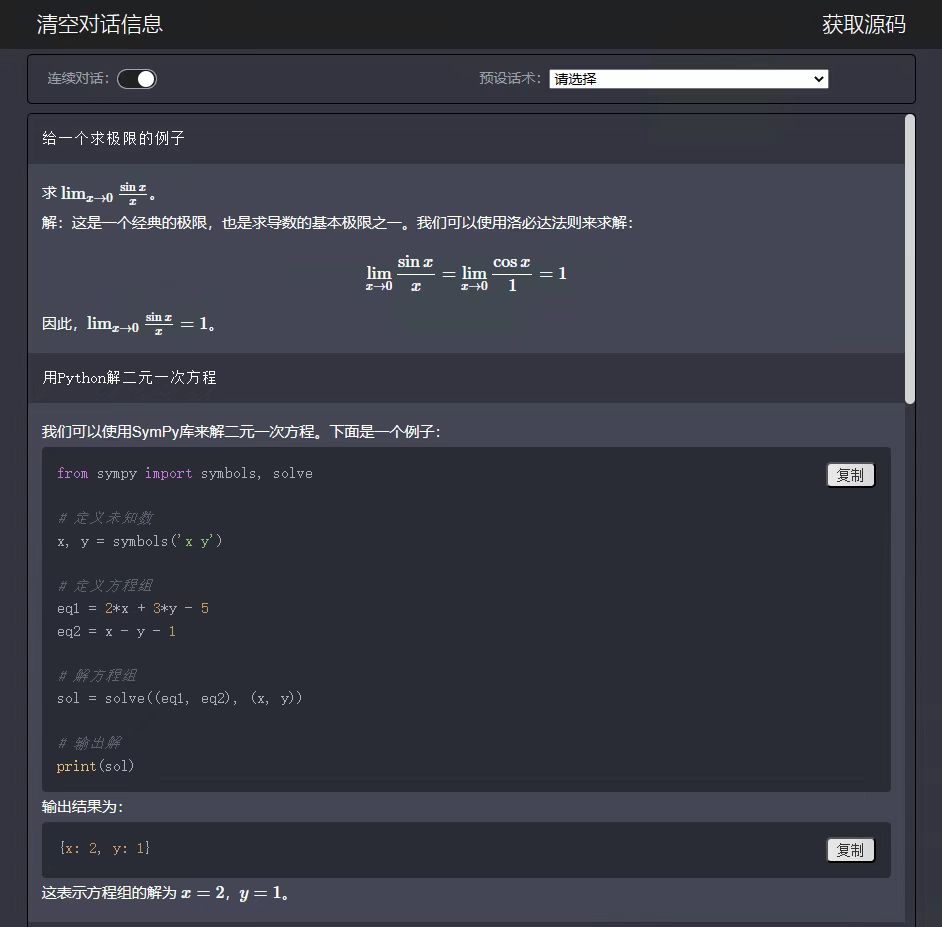 清空对话信息 获取源码
连续对话： 预设话术： 请选择
给一个求极限的例子
求 lim_{x→0} \frac{sin x}{x}。
解：这是一个经典的极限，也是求导数的基本极限之一。我们可以使用洛必达法则来求解：
lim_{x→0} \frac{sin x}{x} = lim_{x→0} \frac{cos x}{1} = 1
因此，lim_{x→0} \frac{sin x}{x} = 1。
用Python解二元一次方程
我们可以使用SymPy库来解二元一次方程。下面是一个例子：
from sympy import symbols, solve 复制
# 定义未知数
x, y = symbols('x y')
# 定义方程组
eq1 = 2*x + 3*y - 5
eq2 = x - y - 1
# 解方程组
sol = solve((eq1, eq2), (x, y))
# 输出解
print(sol)
输出结果为：
{x: 2, y: 1} 复制
这表示方程组的解为 x = 2，y = 1。